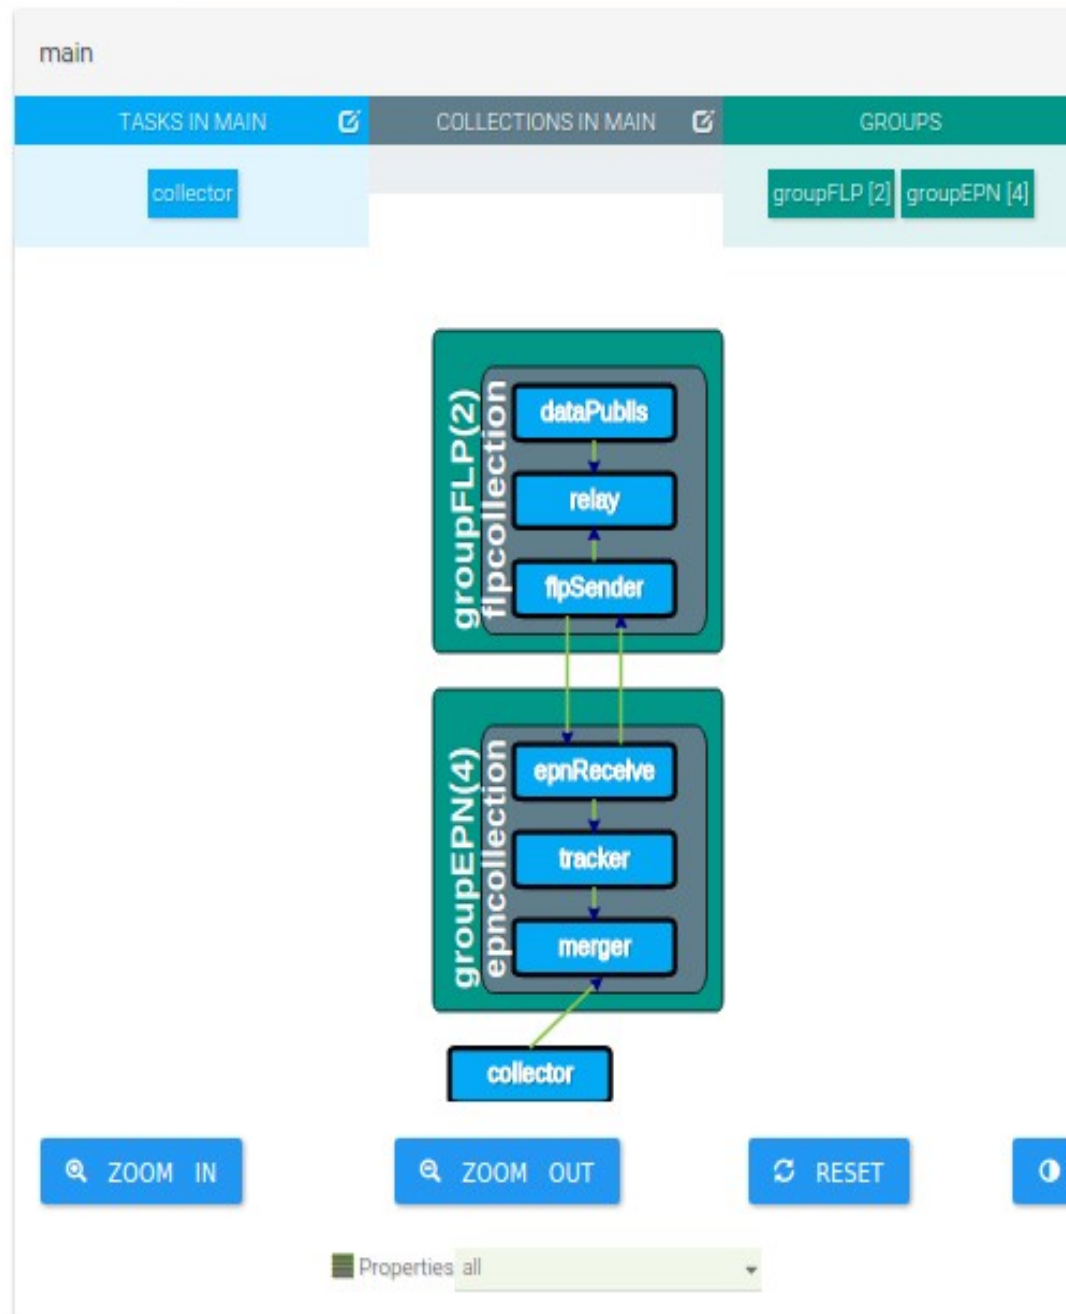 main
TASKS IN MAIN
COLLECTIONS IN MAIN
GROUPS
collector
groupFLP [2]
groupEPN [4]
groupFLP(2)
flpcollection
dataPublis
relay
flpSender
groupEPN(4)
epncollection
epnReceive
tracker
merger
collector
ZOOM IN
ZOOM OUT
RESET
Properties all